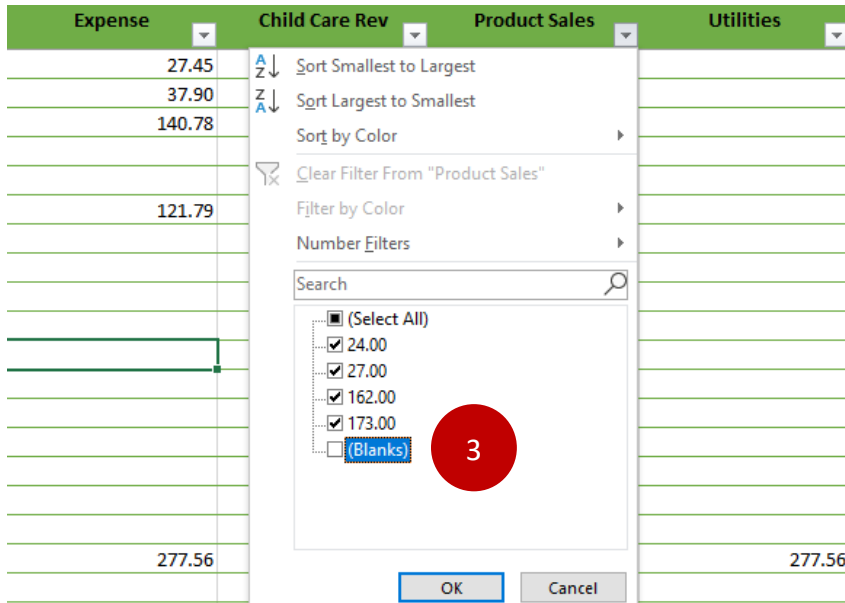 Expense Child Care Rev Product Sales Utilities
27.45
37.90
140.78
121.79
277.56 277.56
A
Z Sort Smallest to Largest
Z
A Sort Largest to Smallest
Sort by Color
Clear Filter From "Product Sales"
Filter by Color
Number Filters
Search
(Select All)
24.00
27.00
162.00
173.00
(Blanks)
3
OK Cancel